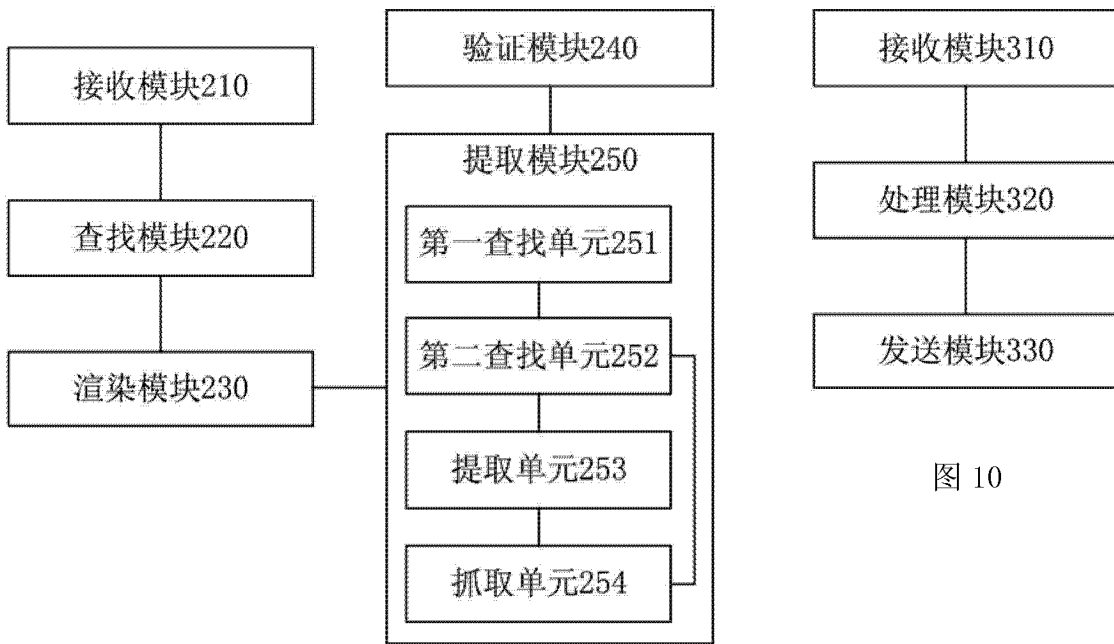 接收模块210
查找模块220
渲染模块230
验证模块240
提取模块250
第一查找单元251
第二查找单元252
提取单元253
抓取单元254
接收模块310
处理模块320
发送模块330
图 10